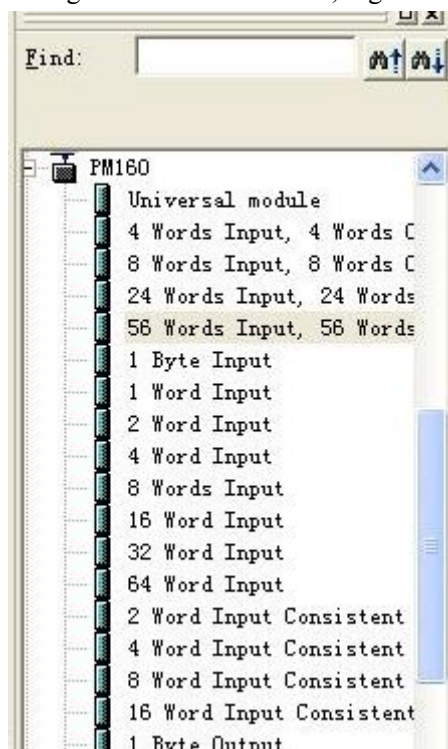 Find:
PM160
Universal module
4 Words Input, 4 Words
8 Words Input, 8 Words
24 Words Input, 24 Words
56 Words Input, 56 Words
1 Byte Input
1 Word Input
2 Word Input
4 Word Input
8 Words Input
16 Word Input
32 Word Input
64 Word Input
2 Word Input Consistent
4 Word Input Consistent
8 Word Input Consistent
16 Word Input Consistent
1 Byte Output